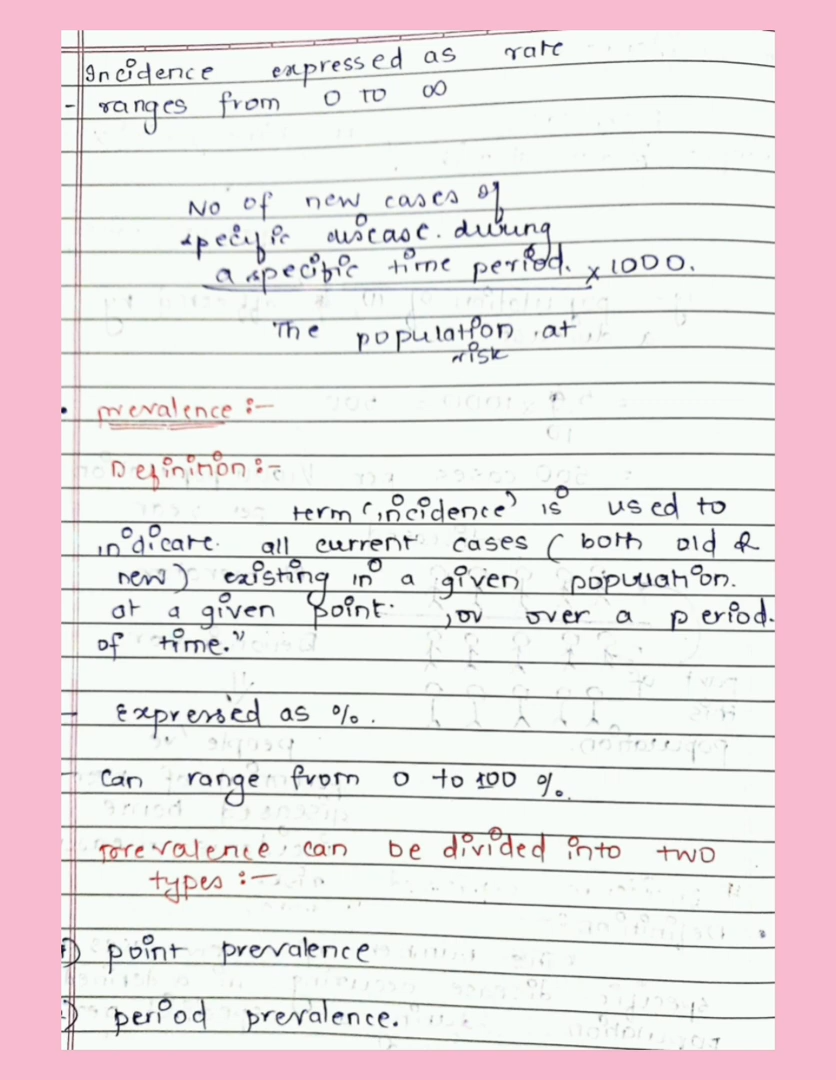 Incidence expressed as rate
- ranges from 0 TO ∞
No of new cases of
specific disease. during
a specific time period. x 1000.
The population at
risk
• prevalence :-
Definition :-
term 'incidence' is used to
indicate all current cases ( both old &
new ) existing in a given population.
at a given point , or over a period.
of time."
- Expressed as %.
- Can range from 0 to 100 %.
prevalence can be divided into two
types :-
) point prevalence
) period prevalence.